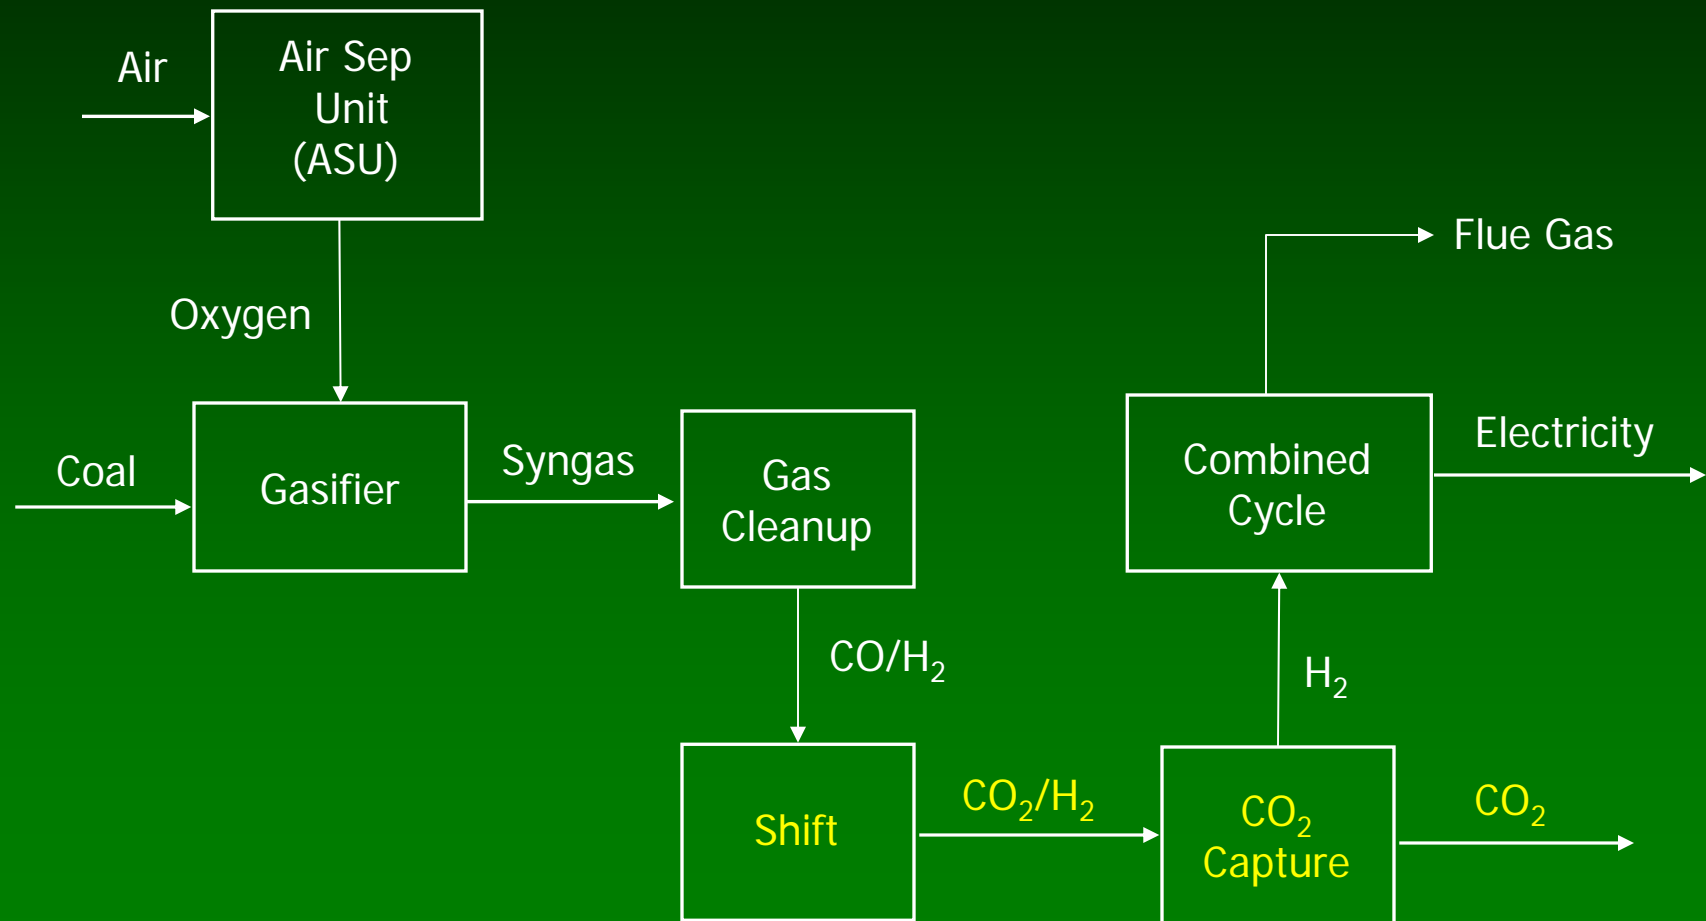 Air
Air Sep
Unit
(ASU)
Oxygen
Flue Gas
Coal
Gasifier
Syngas
Gas
Cleanup
Combined
Cycle
Electricity
CO/H₂
H₂
Shift
CO₂/H₂
CO₂
Capture
CO₂